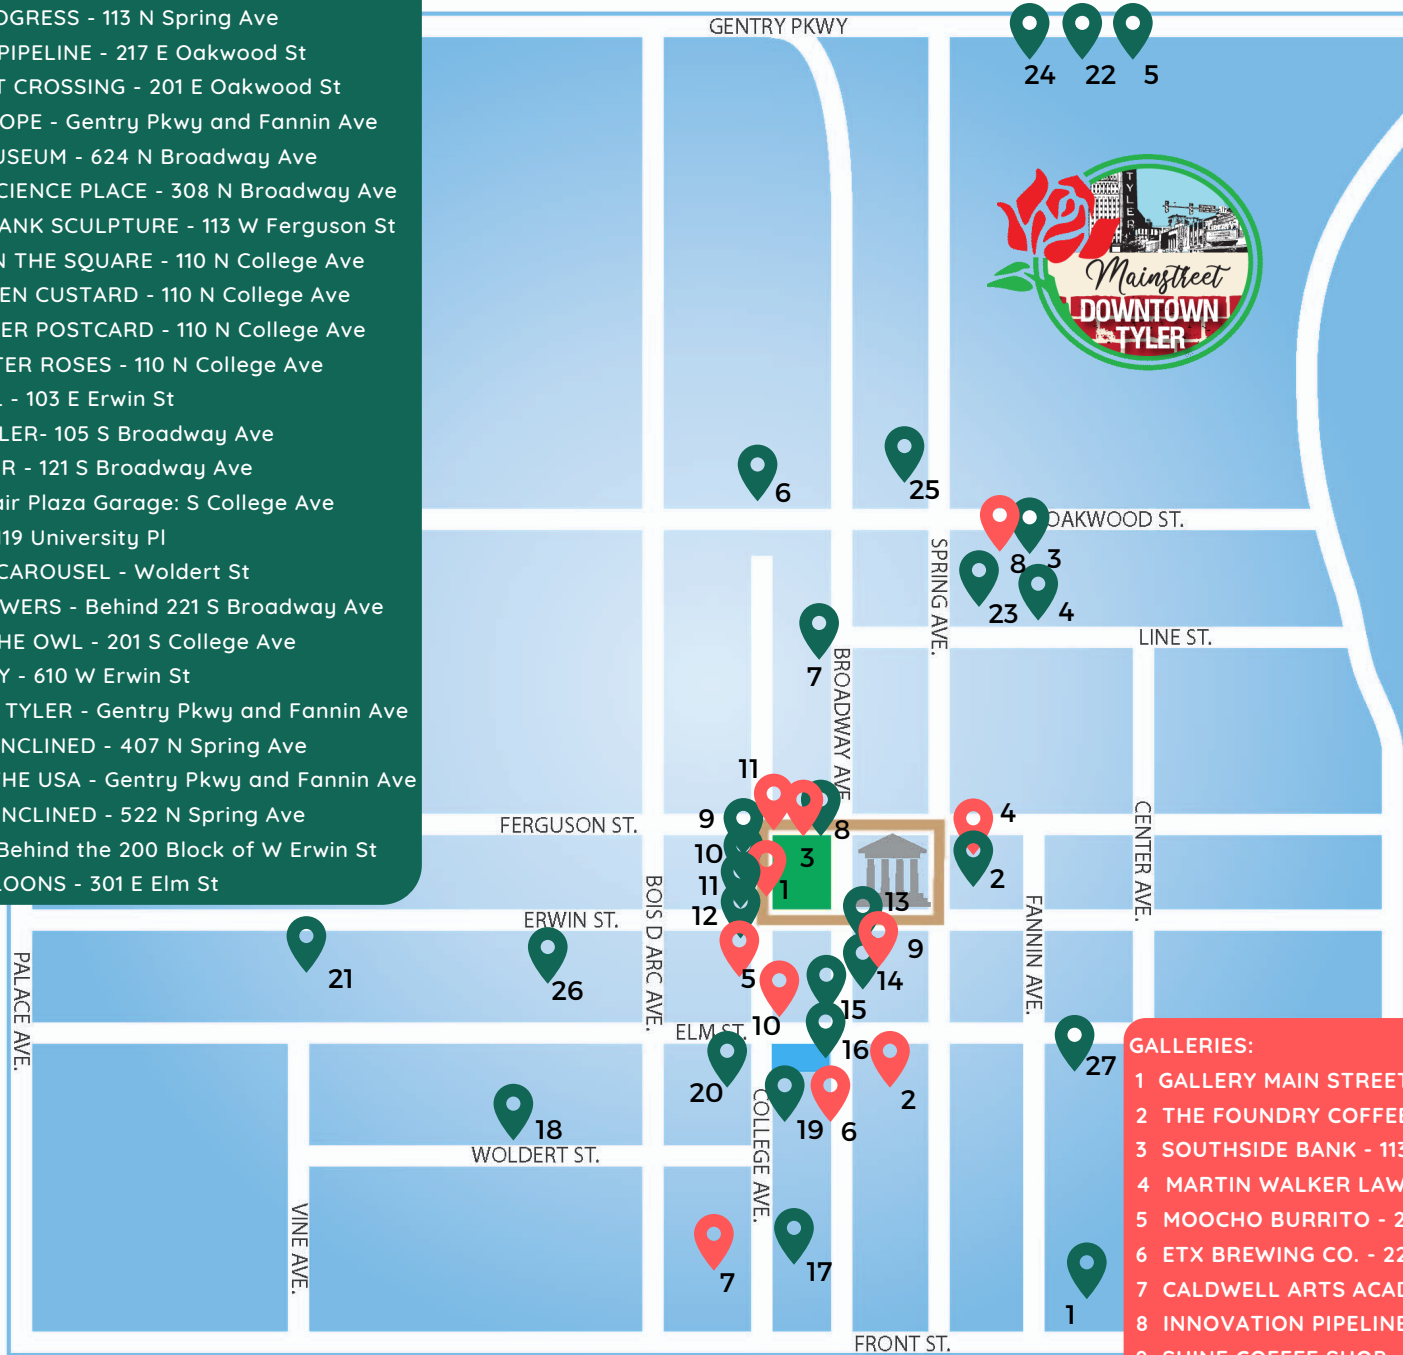 OGRESS - 113 N Spring Ave
PIPELINE - 217 E Oakwood St
T CROSSING - 201 E Oakwood St
OPE - Gentry Pkwy and Fannin Ave
USEUM - 624 N Broadway Ave
CIENCE PLACE - 308 N Broadway Ave
ANK SCULPTURE - 113 W Ferguson St
N THE SQUARE - 110 N College Ave
EN CUSTARD - 110 N College Ave
ER POSTCARD - 110 N College Ave
TER ROSES - 110 N College Ave
L - 103 E Erwin St
LER- 105 S Broadway Ave
R - 121 S Broadway Ave
air Plaza Garage: S College Ave
119 University Pl
CAROUSEL - Woldert St
WERS - Behind 221 S Broadway Ave
HE OWL - 201 S College Ave
Y - 610 W Erwin St
TYLER - Gentry Pkwy and Fannin Ave
NCLINED - 407 N Spring Ave
THE USA - Gentry Pkwy and Fannin Ave
NCLINED - 522 N Spring Ave
Behind the 200 Block of W Erwin St
LOONS - 301 E Elm St
GENTRY PKWY
24 22 5
TYLER
Mainstreet
DOWNTOWN
TYLER
6
25
OAKWOOD ST.
8 3
23 4
SPRING AVE.
LINE ST.
7
BROADWAY AVE
11
9
FERGUSON ST.
8
4
10
3
2
11
1
12
13
CENTER AVE.
BOIS D ARC AVE.
ERWIN ST.
FANNIN AVE.
9
21
26
5
14
PALACE AVE.
15
10
ELM ST.
16
27
20
2
19
6
18
COLLEGE AVE.
WOLDERT ST.
VINE AVE.
7
17
1
FRONT ST.
GALLERIES:
1 GALLERY MAIN STREET
2 THE FOUNDRY COFFEE
3 SOUTHSIDE BANK - 113
4 MARTIN WALKER LAW
5 MOOCHO BURRITO - 2
6 ETX BREWING CO. - 22
7 CALDWELL ARTS ACAD
8 INNOVATION PIPELINE
9 SHINE COFFEE SHOP